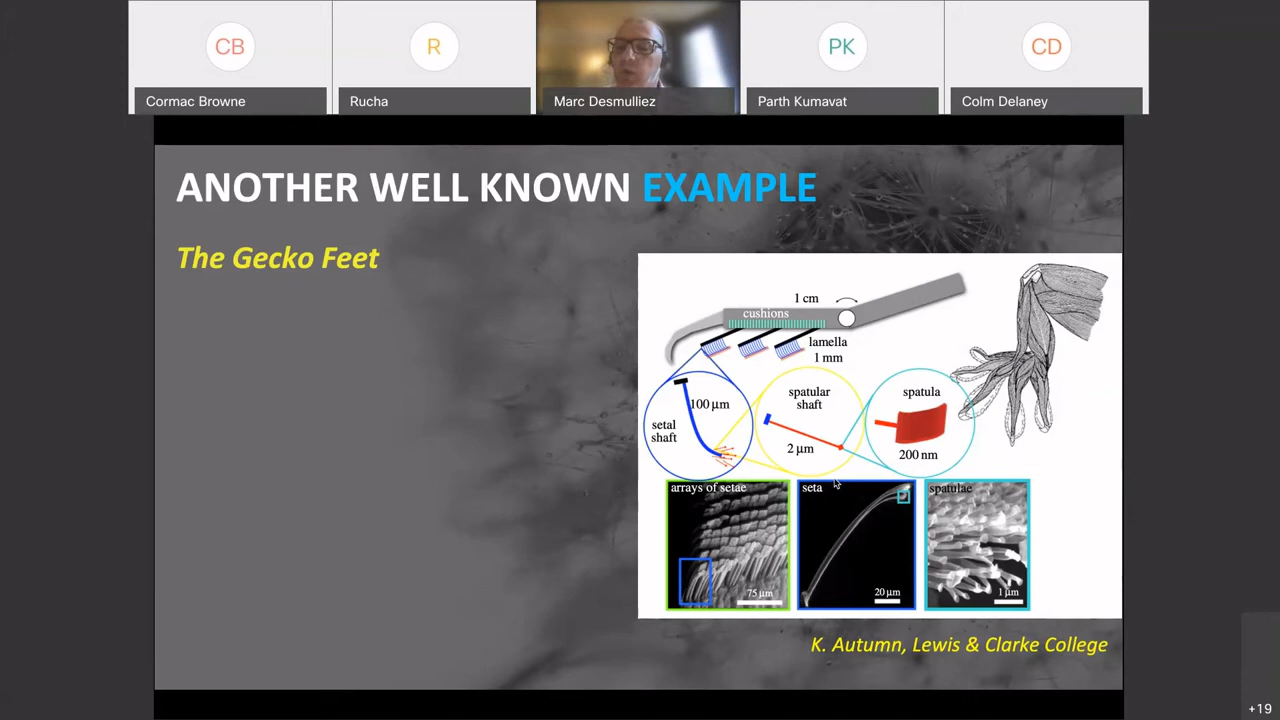 CB
R
PK
CD
Cormac Browne
Rucha
Marc Desmulliez
Parth Kumavat
Colm Delaney
ANOTHER WELL KNOWN EXAMPLE
The Gecko Feet
1 cm
cushions
lamella
1 mm
100 µm
setal
shaft
spatular
shaft
2 µm
spatula
200 nm
arrays of setae
75 µm
seta
20 µm
spatulae
1 µm
K. Autumn, Lewis & Clarke College
+19